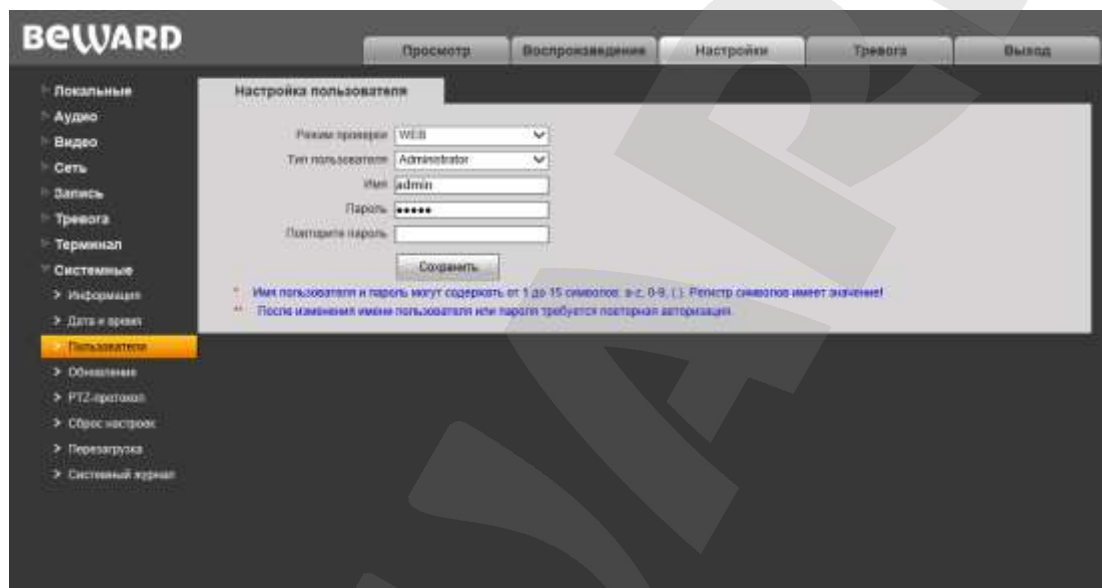 BEWARD
Просмотр Воспроизведение Настройки Тревога Выход
Локальные
Аудио
Видео
Сеть
Запись
Тревога
Терминал
Системные
> Информация
> Дата и время
> Пользователи
> Обновление
> PTZ-протокол
> Сброс настроек
> Перезагрузка
> Системный журнал
Настройка пользователя
Режим проверки WEB
Тип пользователя Administrator
Имя admin
Пароль •••••
Повторите пароль
Сохранить
* Имя пользователя и пароль могут содержать от 1 до 15 символов: a-z, 0-9, (.). Регистр символов имеет значение!
** После изменения имени пользователя или пароля требуется повторная авторизация.